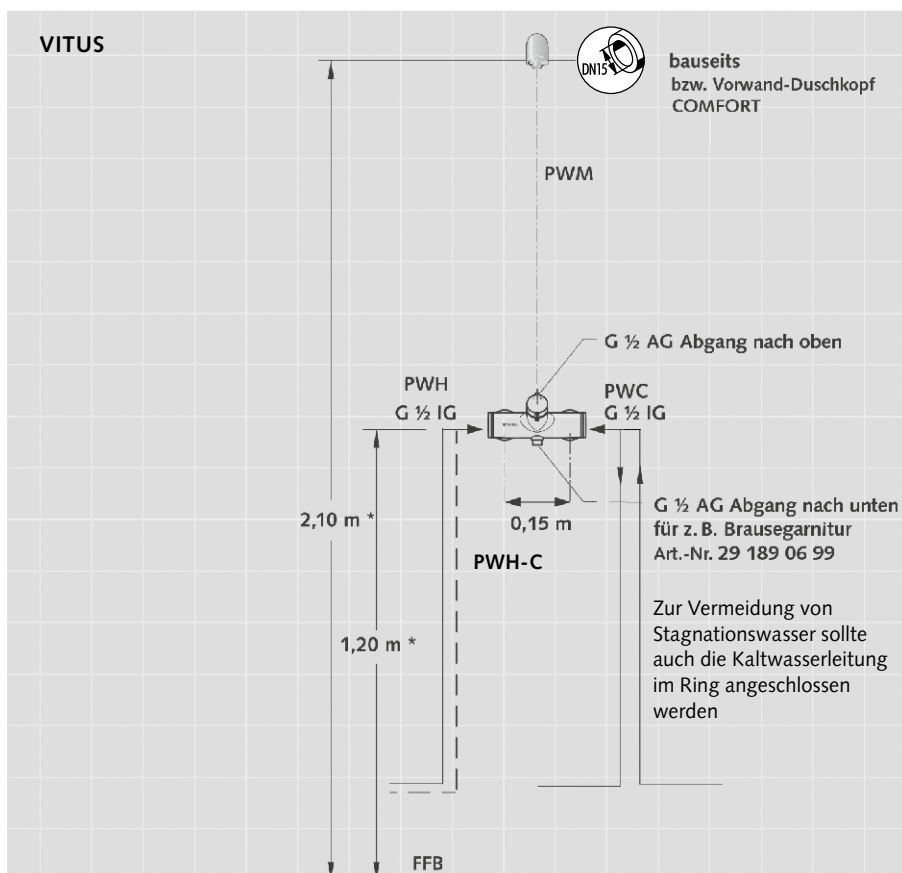 VITUS
DN15
bauseits
bzw. Vorwand-Duschkopf
COMFORT
PWM
G ½ AG Abgang nach oben
PWH
G ½ IG
PWC
G ½ IG
2,10 m *
0,15 m
G ½ AG Abgang nach unten
für z. B. Brausegarnitur
Art.-Nr. 29 189 06 99
PWH-C
1,20 m *
Zur Vermeidung von
Stagnationswasser sollte
auch die Kaltwasserleitung
im Ring angeschlossen
werden
FFB